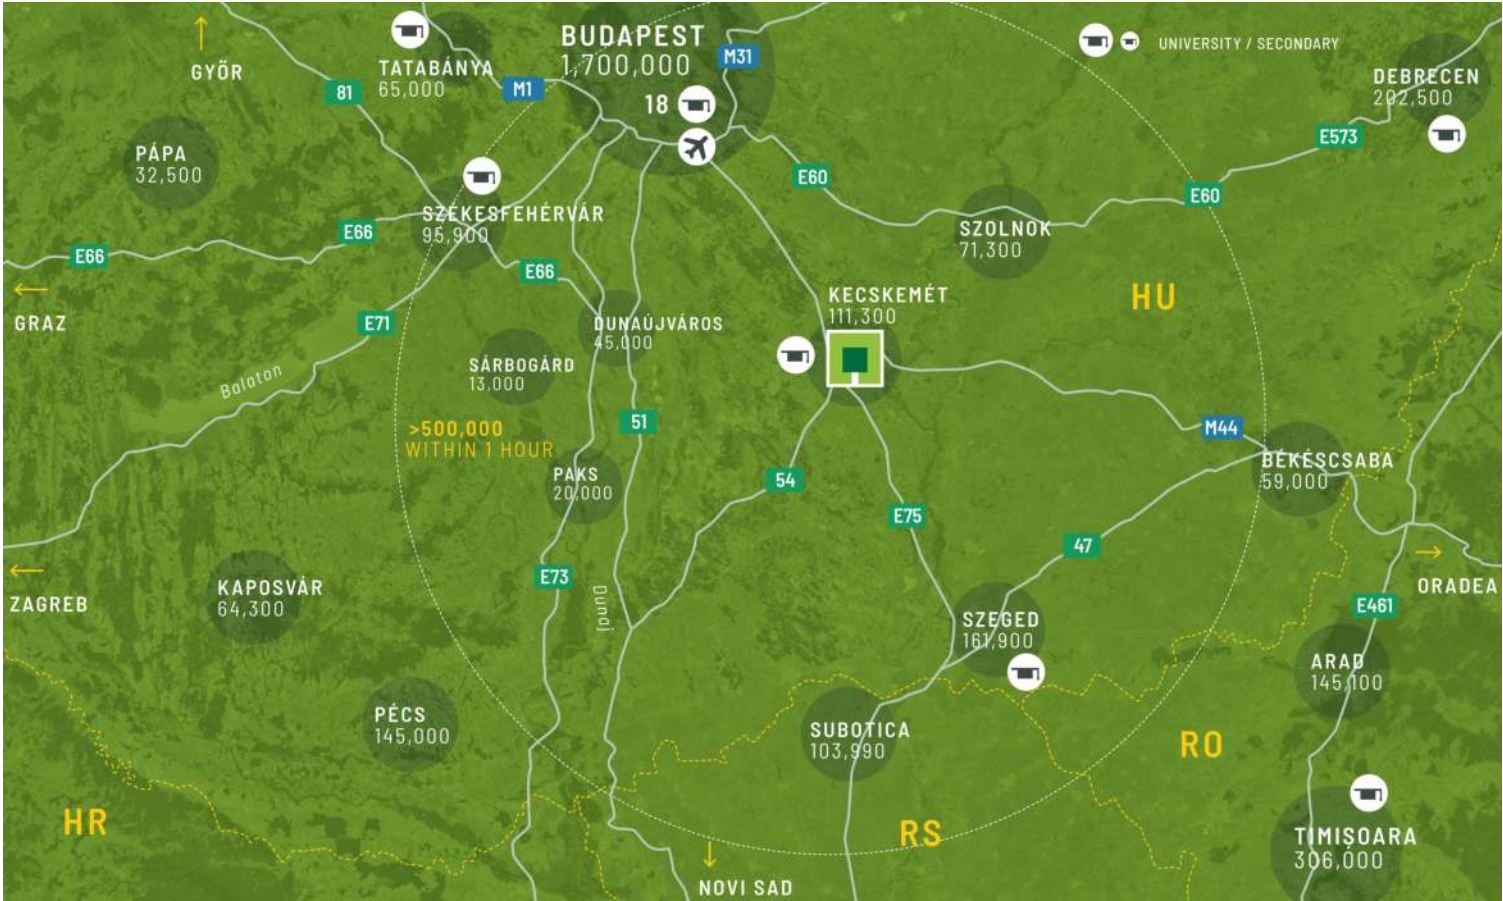 BUDAPEST
1,700,000
18
M31
UNIVERSITY / SECONDARY
GYŐR
TATABÁNYA
65,000
M1
81
DEBRECEN
202,500
E573
PÁPA
32,500
E60
E60
SZÉKESFEHÉRVÁR
95,900
E66
E66
E66
SZOLNOK
71,300
GRAZ
E71
DUNAÚJVÁROS
45,000
KECSKEMÉT
111,300
HU
Balaton
SÁRBOGÁRD
13,000
>500,000
WITHIN 1 HOUR
51
M44
PAKS
20,000
54
BÉKÉSCSABA
59,000
E75
47
E73
ZAGREB
KAPOSVÁR
64,300
Dunaj
ORADEA
E461
SZEGED
161,900
ARAD
145,100
PÉCS
145,000
SUBOTICA
103,990
RO
HR
RS
TIMIȘOARA
306,000
NOVI SAD